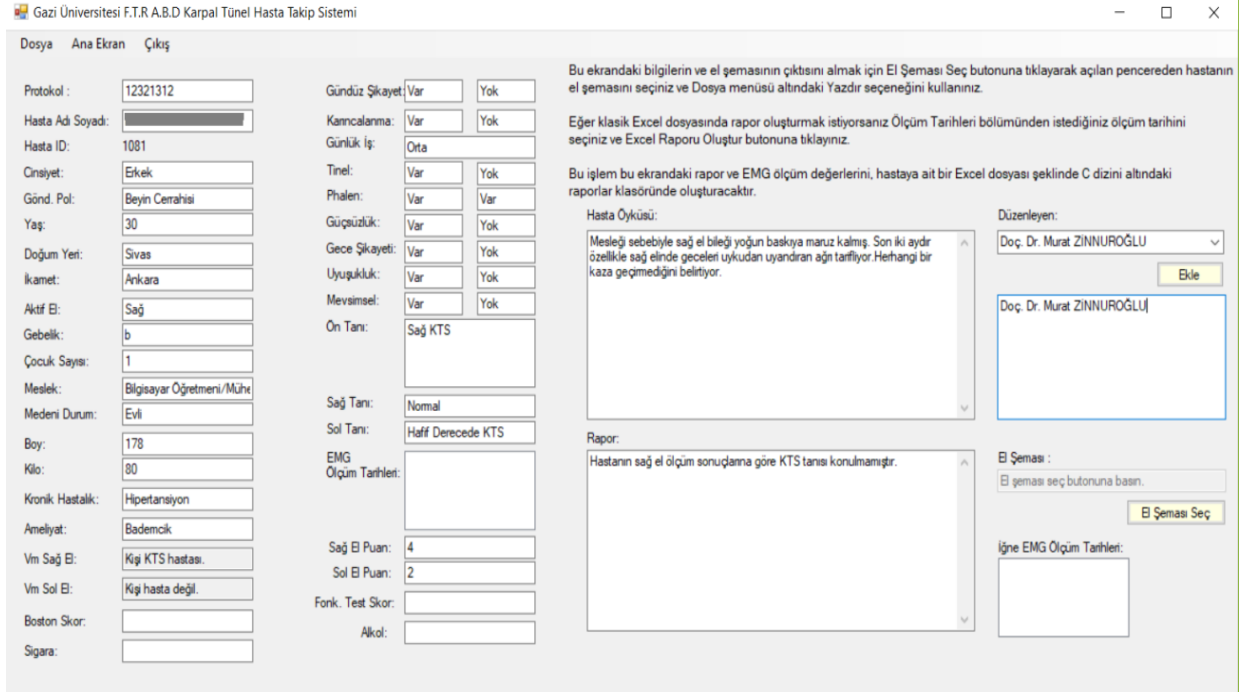 Gazi Üniversitesi F.T.R A.B.D Karpal Tünel Hasta Takip Sistemi
Dosya Ana Ekran Çıkış
Protokol : 12321312
Hasta Adı Soyadı:
Hasta ID: 1081
Cinsiyet: Erkek
Gönd. Pol: Beyin Cerrahisi
Yaş: 30
Doğum Yeri: Sivas
İkamet: Ankara
Aktif El: Sağ
Gebelik: b
Çocuk Sayısı: 1
Meslek: Bilgisayar Öğretmeni/Mühe
Medeni Durum: Evli
Boy: 178
Kilo: 80
Kronik Hastalık: Hipertansiyon
Ameliyat: Bademcik
Vm Sağ El: Kişi KTS hastası.
Vm Sol El: Kişi hasta değil.
Boston Skor:
Sigara:
Gündüz Şikayet: Var Yok
Karıncalanma: Var Yok
Günlük İş: Orta
Tinel: Var Yok
Phalen: Var Var
Güçsüzlük: Var Yok
Gece Şikayeti: Var Yok
Uyuşukluk: Var Yok
Mevsimsel: Var Yok
Ön Tanı: Sağ KTS
Sağ Tanı: Normal
Sol Tanı: Hafif Derecede KTS
EMG
Ölçüm Tarihleri:
Sağ El Puan: 4
Sol El Puan: 2
Fonk. Test Skor:
Alkol:
Bu ekrandaki bilgilerin ve el şemasının çıktısını almak için El Şeması Seç butonuna tıklayarak açılan pencereden hastanın
el şemasını seçiniz ve Dosya menüsü altındaki Yazdır seçeneğini kullanınız.
Eğer klasik Excel dosyasında rapor oluşturmak istiyorsanız Ölçüm Tarihleri bölümünden istediğiniz ölçüm tarihini
seçiniz ve Excel Raporu Oluştur butonuna tıklayınız.
Bu işlem bu ekrandaki rapor ve EMG ölçüm değerlerini, hastaya ait bir Excel dosyası şeklinde C dizini altındaki
raporlar klasöründe oluşturacaktır.
Hasta Öyküsü:
Mesleği sebebiyle sağ el bileği yoğun baskıya maruz kalmış. Son iki aydır
özellikle sağ elinde geceleri uykudan uyandıran ağrı tarifliyor.Herhangi bir
kaza geçirmediğini belirtiyor.
Rapor:
Hastanın sağ el ölçüm sonuçlarına göre KTS tanısı konulmamıştır.
Düzenleyen:
Doç. Dr. Murat ZİNNUROĞLU
Ekle
Doç. Dr. Murat ZİNNUROĞLU
El Şeması :
El şeması seç butonuna basın.
El Şeması Seç
İğne EMG Ölçüm Tarihleri: